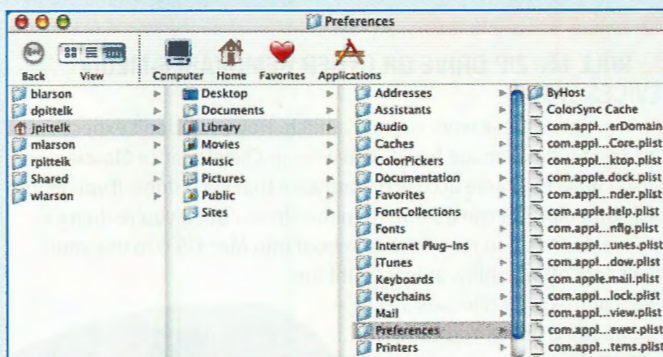 Preferences
Back
View
Computer
Home
Favorites
Applications
blarson
dpittelk
jpittelk
mlarson
rpittelk
Shared
wlarson
Desktop
Documents
Library
Movies
Music
Pictures
Public
Sites
Addresses
Assistants
Audio
Caches
ColorPickers
Documentation
Favorites
FontCollections
Fonts
Internet Plug-Ins
iTunes
Keyboards
Keychains
Mail
Preferences
Printers
ByHost
ColorSync Cache
com.appl...erDomain
com.appl...Core.plist
com.appl...ktop.plist
com.apple.dock.plist
com.appl...nder.plist
com.apple.help.plist
com.appl...nfig.plist
com.appl...unes.plist
com.appl...dow.plist
com.apple.mail.plist
com.appl...lock.plist
com.appl...view.plist
com.appl...ewer.plist
com.appl...tems.plist